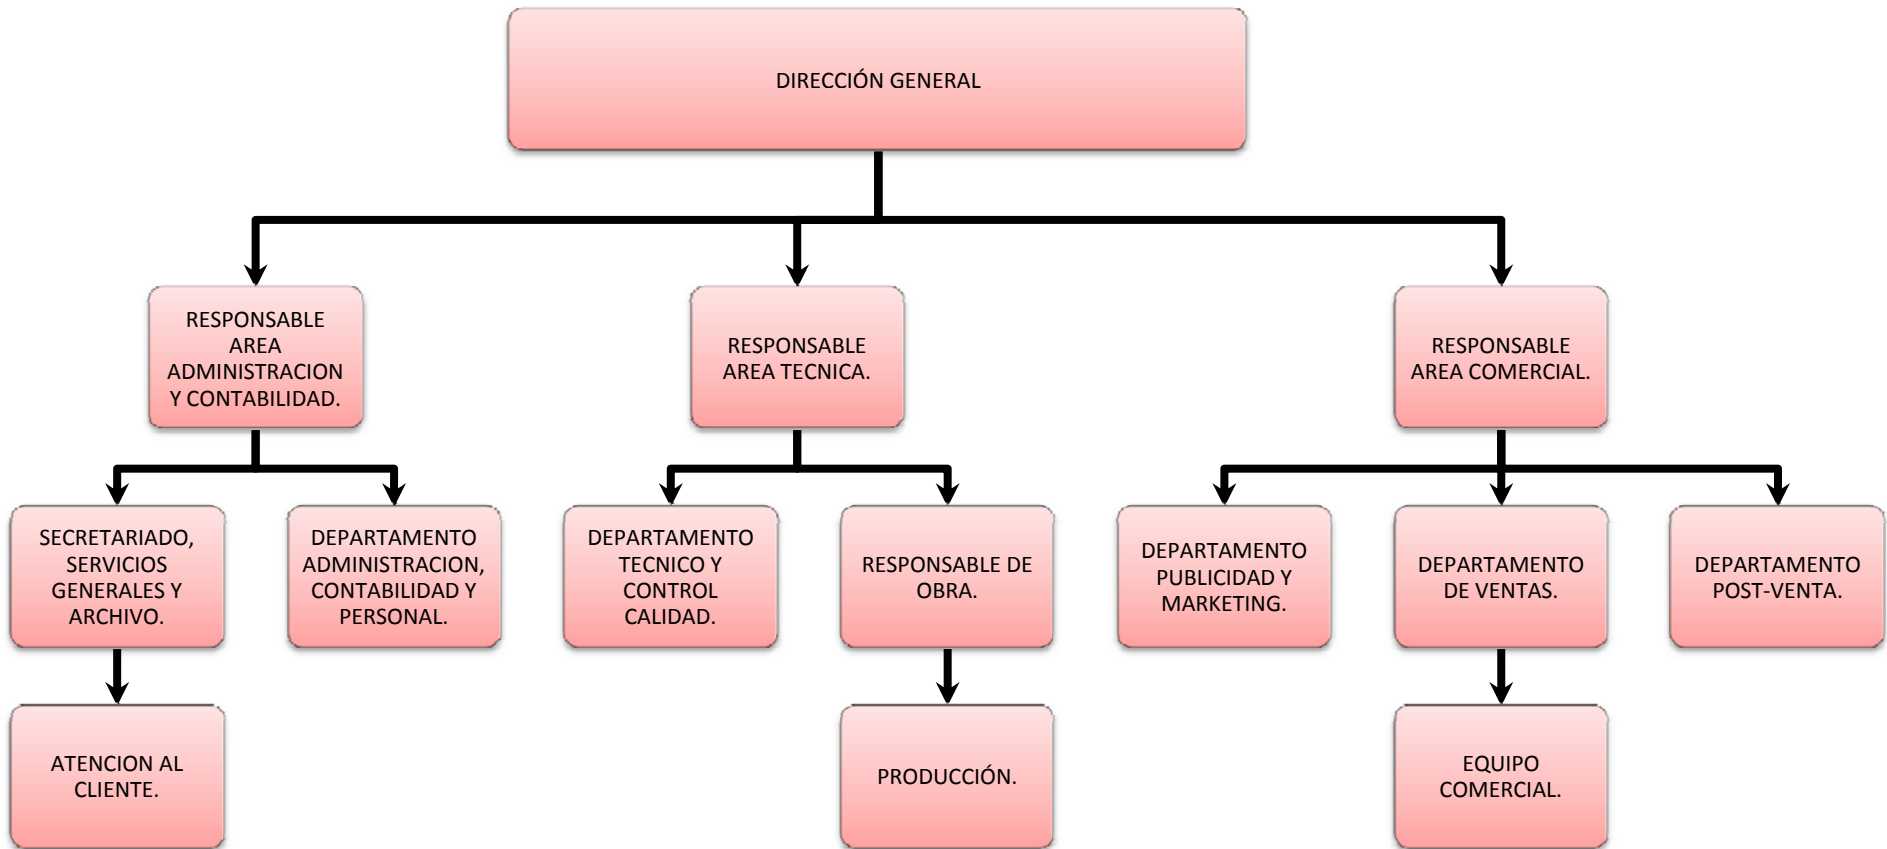 DIRECCIÓN GENERAL
RESPONSABLE
AREA
ADMINISTRACION
Y CONTABILIDAD.
RESPONSABLE
AREA TECNICA.
RESPONSABLE
AREA COMERCIAL.
SECRETARIADO,
SERVICIOS
GENERALES Y
ARCHIVO.
DEPARTAMENTO
ADMINISTRACION,
CONTABILIDAD Y
PERSONAL.
DEPARTAMENTO
TECNICO Y
CONTROL
CALIDAD.
RESPONSABLE DE
OBRA.
DEPARTAMENTO
PUBLICIDAD Y
MARKETING.
DEPARTAMENTO
DE VENTAS.
DEPARTAMENTO
POST-VENTA.
ATENCION AL
CLIENTE.
PRODUCCIÓN.
EQUIPO
COMERCIAL.